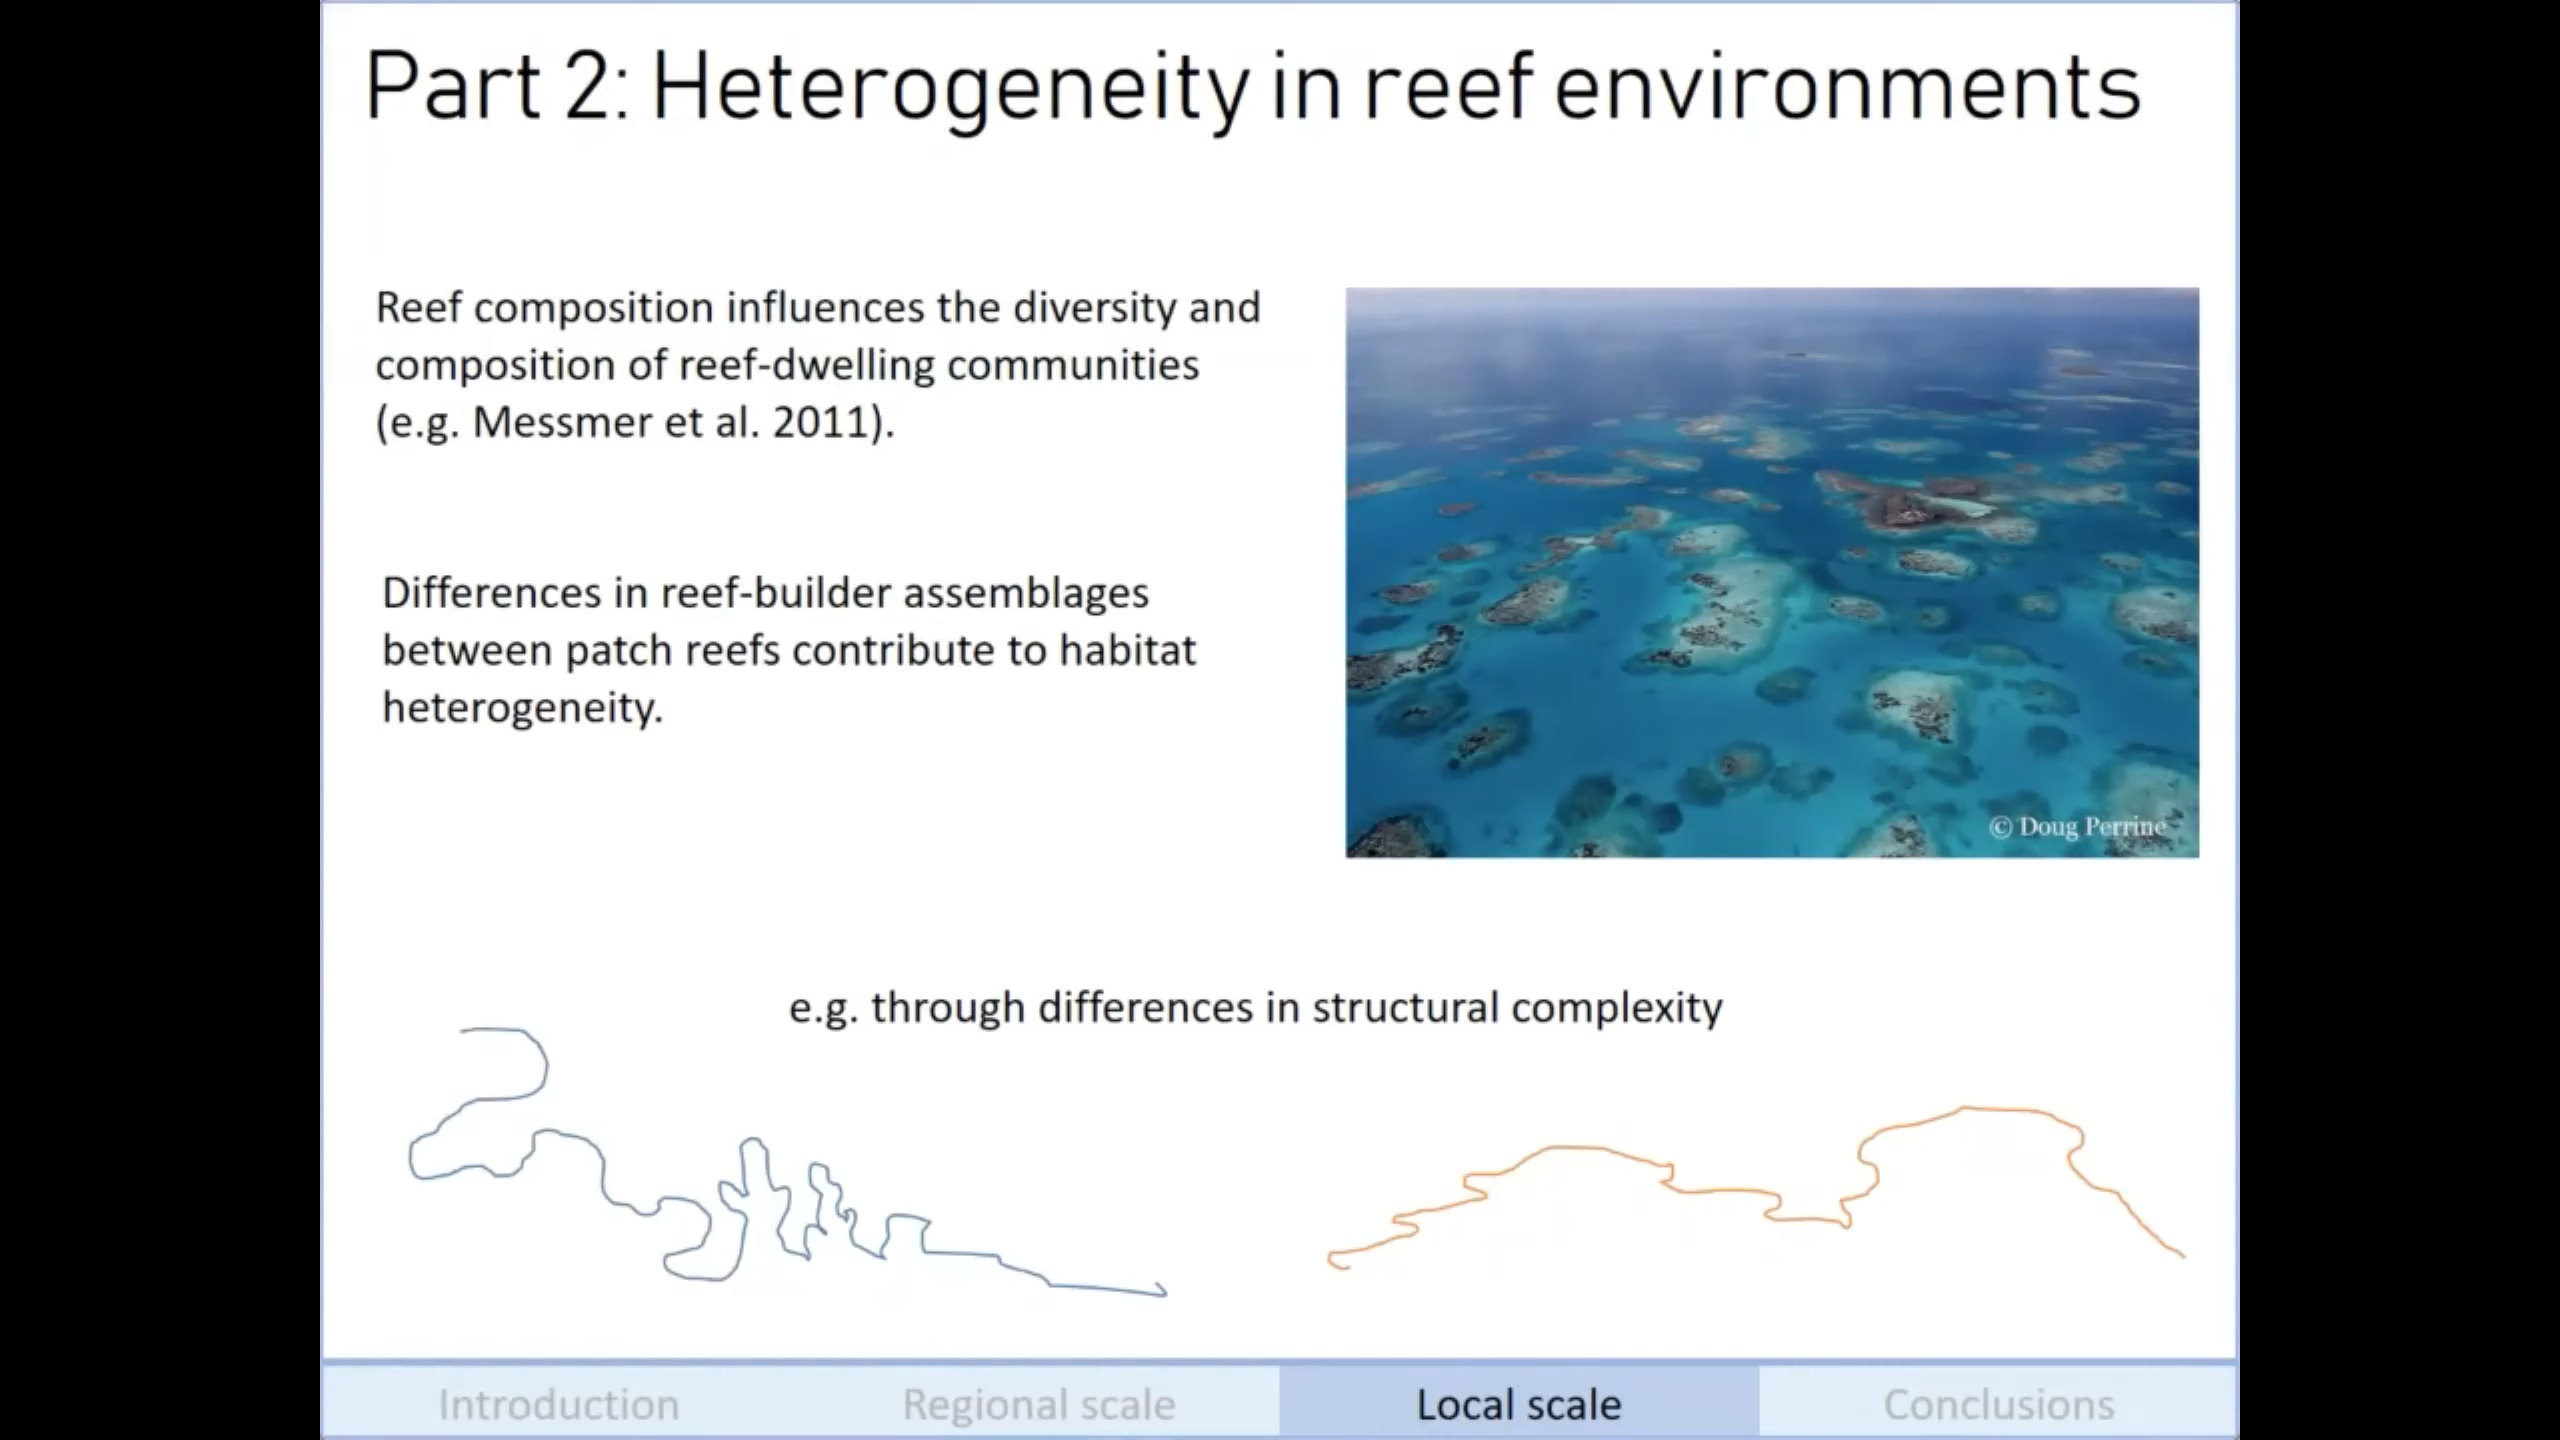 Part 2: Heterogeneity in reef environments
Reef composition influences the diversity and
composition of reef-dwelling communities
(e.g. Messmer et al. 2011).
Differences in reef-builder assemblages
between patch reefs contribute to habitat
heterogeneity.
© Doug Perrine
e.g. through differences in structural complexity
Introduction
Regional scale
Local scale
Conclusions